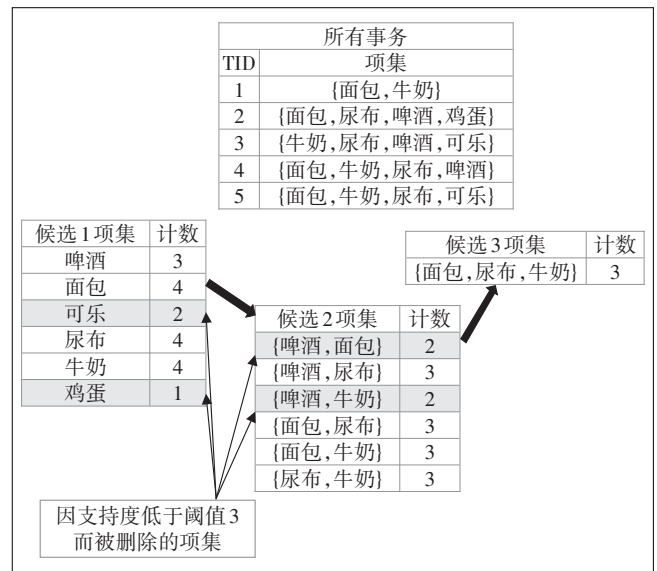 所有事务
TID 项集
1 {面包,牛奶}
2 {面包,尿布,啤酒,鸡蛋}
3 {牛奶,尿布,啤酒,可乐}
4 {面包,牛奶,尿布,啤酒}
5 {面包,牛奶,尿布,可乐}
候选1项集 计数
啤酒 3
面包 4
可乐 2
尿布 4
牛奶 4
鸡蛋 1
候选2项集 计数
{啤酒,面包} 2
{啤酒,尿布} 3
{啤酒,牛奶} 2
{面包,尿布} 3
{面包,牛奶} 3
{尿布,牛奶} 3
候选3项集 计数
{面包,尿布,牛奶} 3
因支持度低于阈值3
而被删除的项集